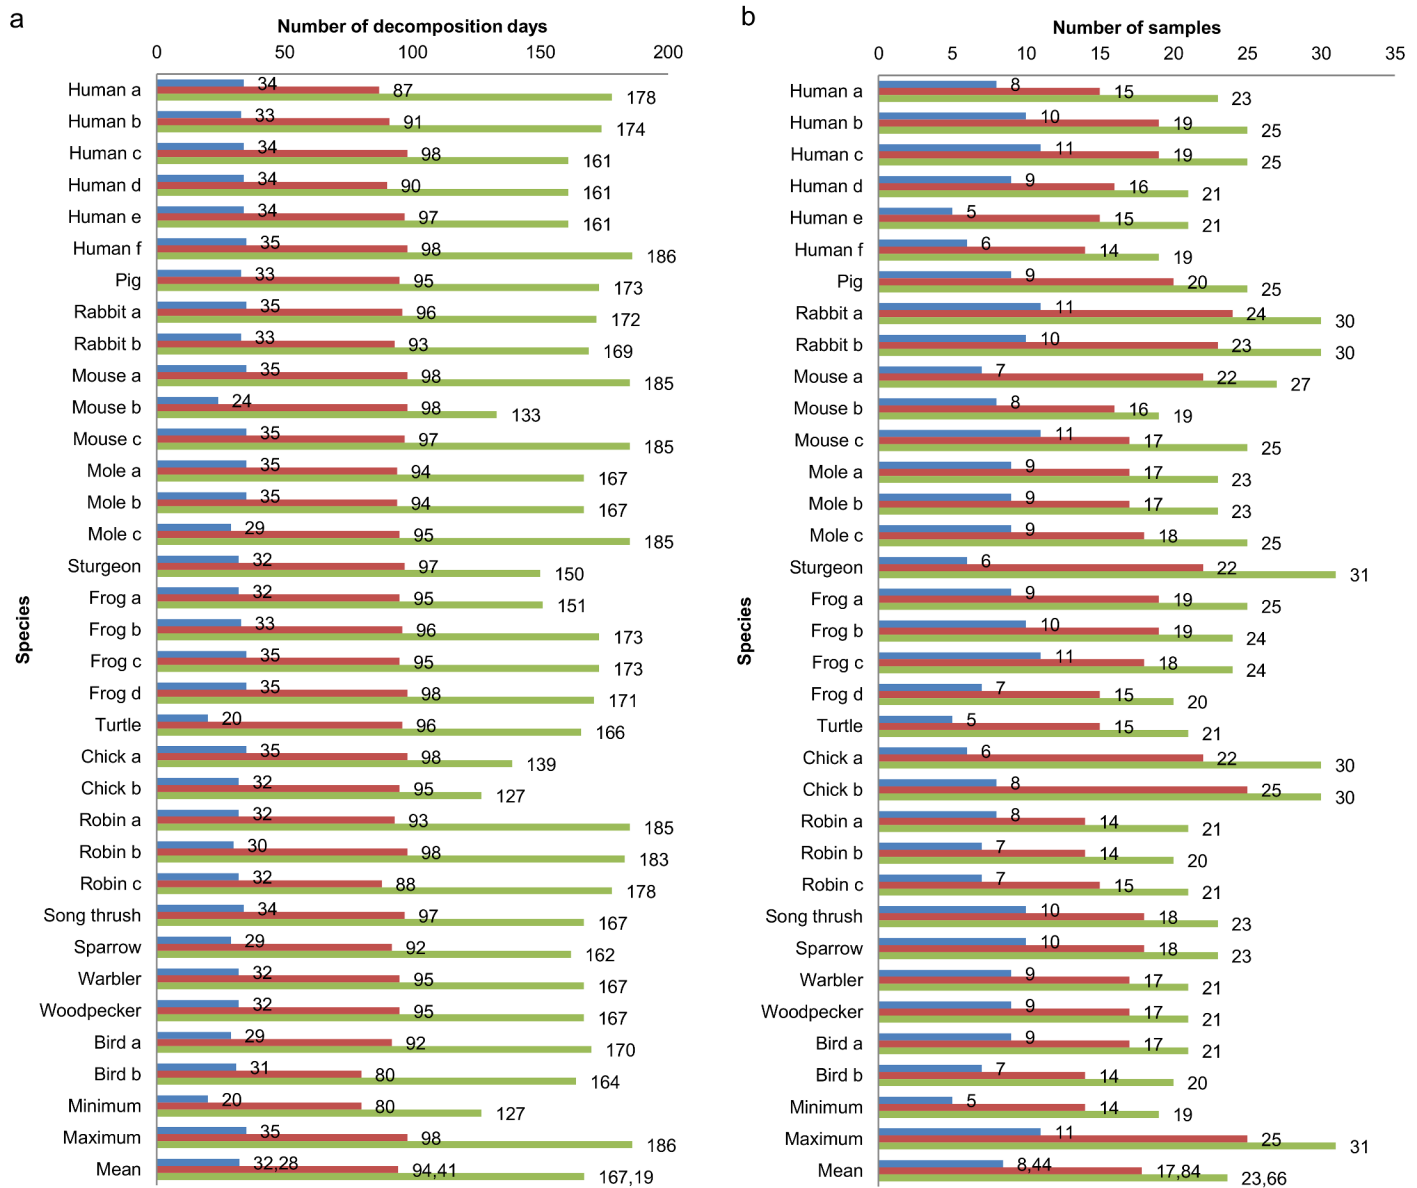 a
Number of decomposition days
0 50 100 150 200
Species
Human a 34 87 178
Human b 33 91 174
Human c 34 98 161
Human d 34 90 161
Human e 34 97 161
Human f 35 98 186
Pig 33 95 173
Rabbit a 35 96 172
Rabbit b 33 93 169
Mouse a 35 98 185
Mouse b 24 98 133
Mouse c 35 97 185
Mole a 35 94 167
Mole b 35 94 167
Mole c 29 95 185
Sturgeon 32 97 150
Frog a 32 95 151
Frog b 33 96 173
Frog c 35 95 173
Frog d 35 98 171
Turtle 20 96 166
Chick a 35 98 139
Chick b 32 95 127
Robin a 32 93 185
Robin b 30 98 183
Robin c 32 88 178
Song thrush 34 97 167
Sparrow 29 92 162
Warbler 32 95 167
Woodpecker 32 95 167
Bird a 29 92 170
Bird b 31 80 164
Minimum 20 80 127
Maximum 35 98 186
Mean 32,28 94,41 167,19
b
Number of samples
0 5 10 15 20 25 30 35
Species
Human a 8 15 23
Human b 10 19 25
Human c 11 19 25
Human d 9 16 21
Human e 5 15 21
Human f 6 14 19
Pig 9 20 25
Rabbit a 11 24 30
Rabbit b 10 23 30
Mouse a 7 22 27
Mouse b 8 16 19
Mouse c 11 17 25
Mole a 9 17 23
Mole b 9 17 23
Mole c 9 18 25
Sturgeon 6 22 31
Frog a 9 19 25
Frog b 10 19 24
Frog c 11 18 24
Frog d 7 15 20
Turtle 5 15 21
Chick a 6 22 30
Chick b 8 25 30
Robin a 8 14 21
Robin b 7 14 20
Robin c 7 15 21
Song thrush 10 18 23
Sparrow 10 18 23
Warbler 9 17 21
Woodpecker 9 17 21
Bird a 9 17 21
Bird b 7 14 20
Minimum 5 14 19
Maximum 11 25 31
Mean 8,44 17,84 23,66